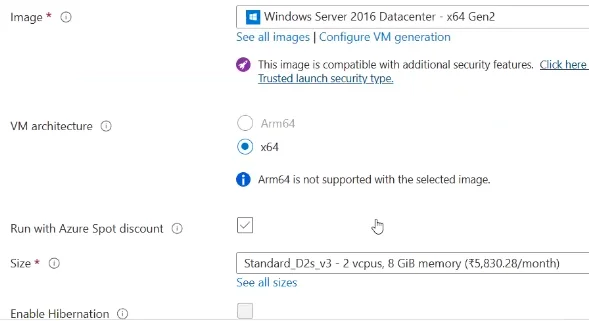 Image *
Windows Server 2016 Datacenter - x64 Gen2
See all images | Configure VM generation
This image is compatible with additional security features. Click here
Trusted launch security type.
VM architecture
Arm64
x64
Arm64 is not supported with the selected image.
Run with Azure Spot discount
Size *
Standard_D2s_v3 - 2 vcpus, 8 GiB memory (₹5,830.28/month)
See all sizes
Enable Hibernation